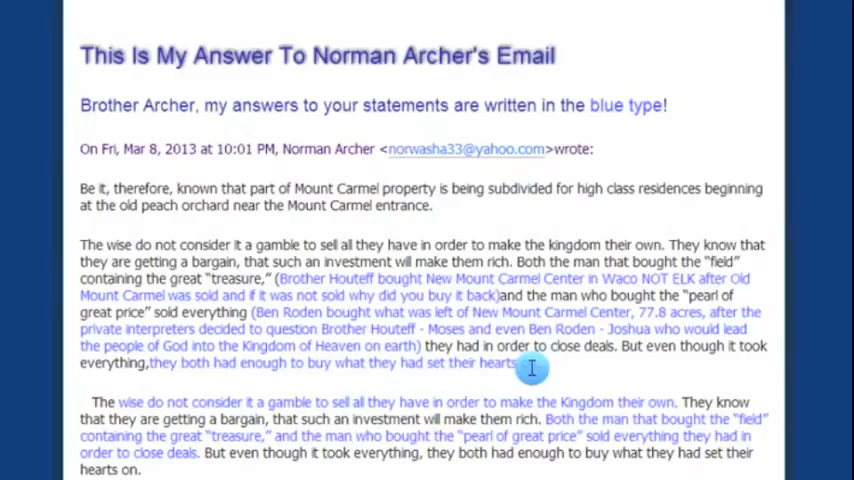 This Is My Answer To Norman Archer's Email
Brother Archer, my answers to your statements are written in the blue type!
On Fri, Mar 8, 2013 at 10:01 PM, Norman Archer <norwasha33@yahoo.com>wrote:
Be it, therefore, known that part of Mount Carmel property is being subdivided for high class residences beginning
at the old peach orchard near the Mount Carmel entrance.
The wise do not consider it a gamble to sell all they have in order to make the kingdom their own. They know that
they are getting a bargain, that such an investment will make them rich. Both the man that bought the “field”
containing the great “treasure,” (Brother Houteff bought New Mount Carmel Center in Waco NOT ELK after Old
Mount Carmel was sold and if it was not sold why did you buy it back)and the man who bought the “pearl of
great price” sold everything (Ben Roden bought what was left of New Mount Carmel Center, 77.8 acres, after the
private interpreters decided to question Brother Houteff - Moses and even Ben Roden - Joshua who would lead
the people of God into the Kingdom of Heaven on earth) they had in order to close deals. But even though it took
everything,they both had enough to buy what they had set their hearts
The wise do not consider it a gamble to sell all they have in order to make the Kingdom their own. They know
that they are getting a bargain, that such an investment will make them rich. Both the man that bought the “field”
containing the great “treasure,” and the man who bought the “pearl of great price” sold everything they had in
order to close deals. But even though it took everything, they both had enough to buy what they had set their
hearts on.